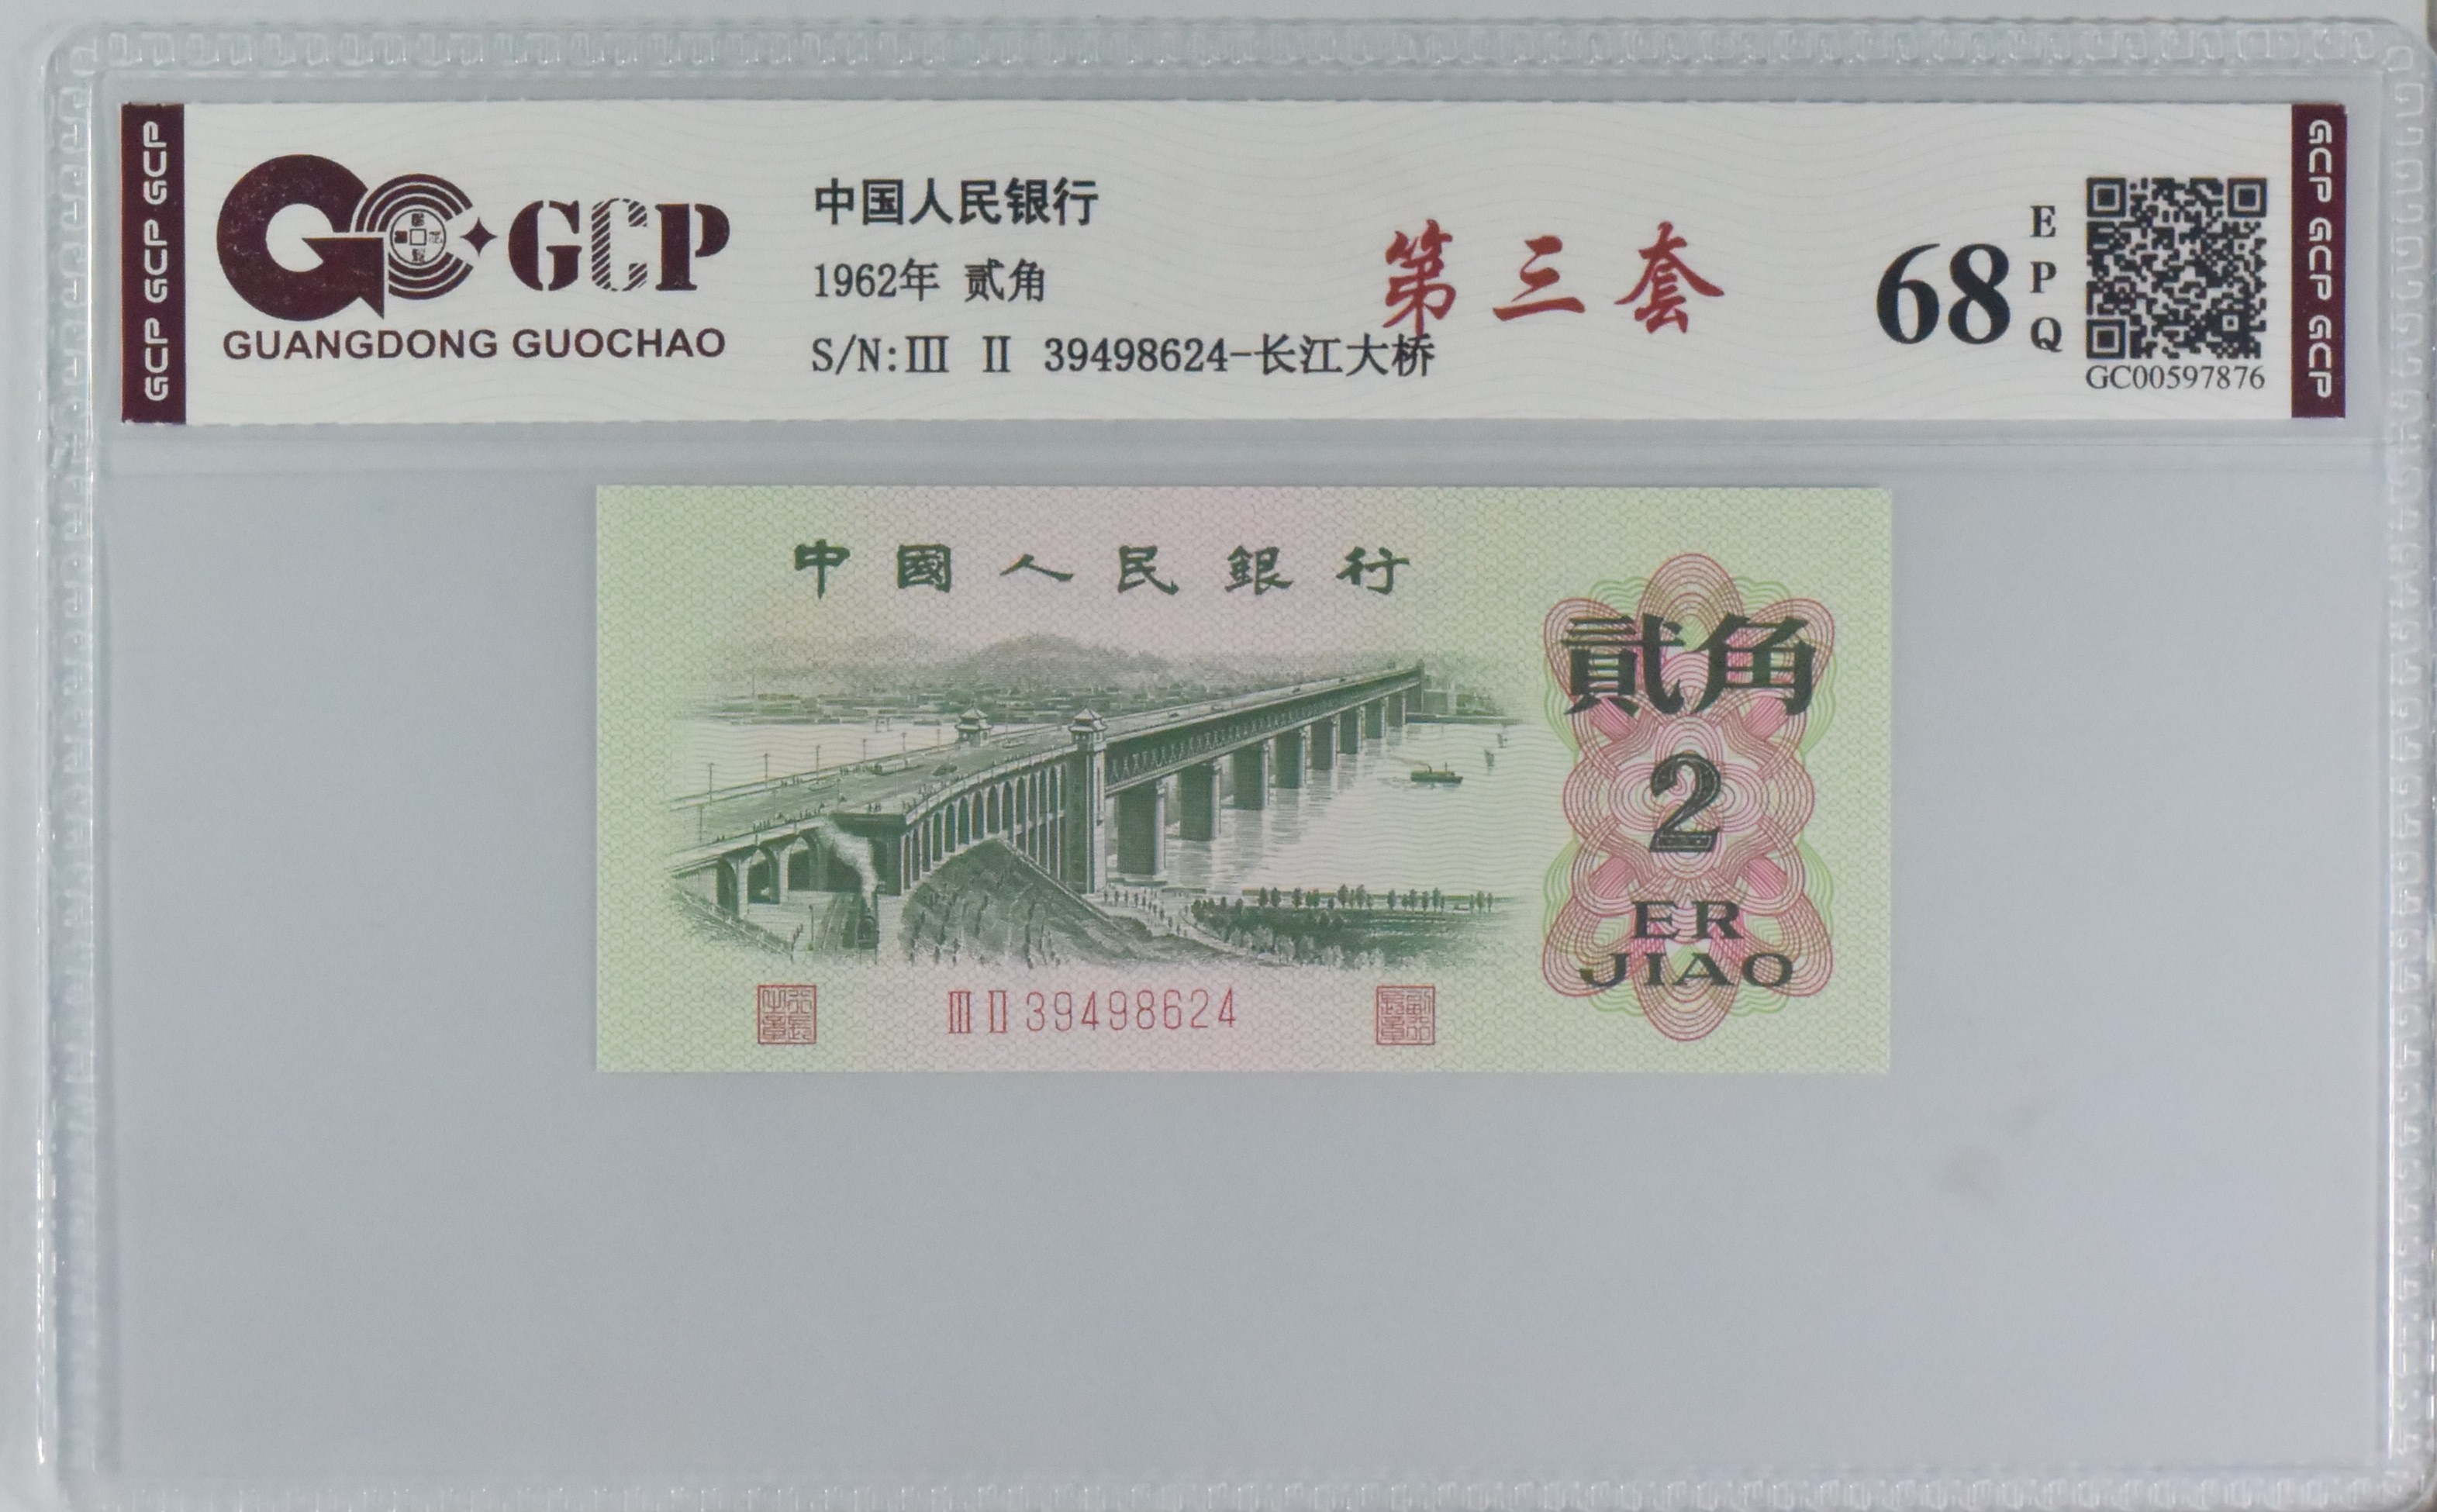 GCP GCP GCP
GCP
GUANGDONG GUOCHAO
中国人民银行
1962年 贰角
S/N:Ⅲ Ⅱ 39498624-长江大桥
第三套
68
EPQ
GC00597876
GCP GCP GCP
中國人民銀行
貳角
2
ER
JIAO
Ⅲ Ⅱ 39498624